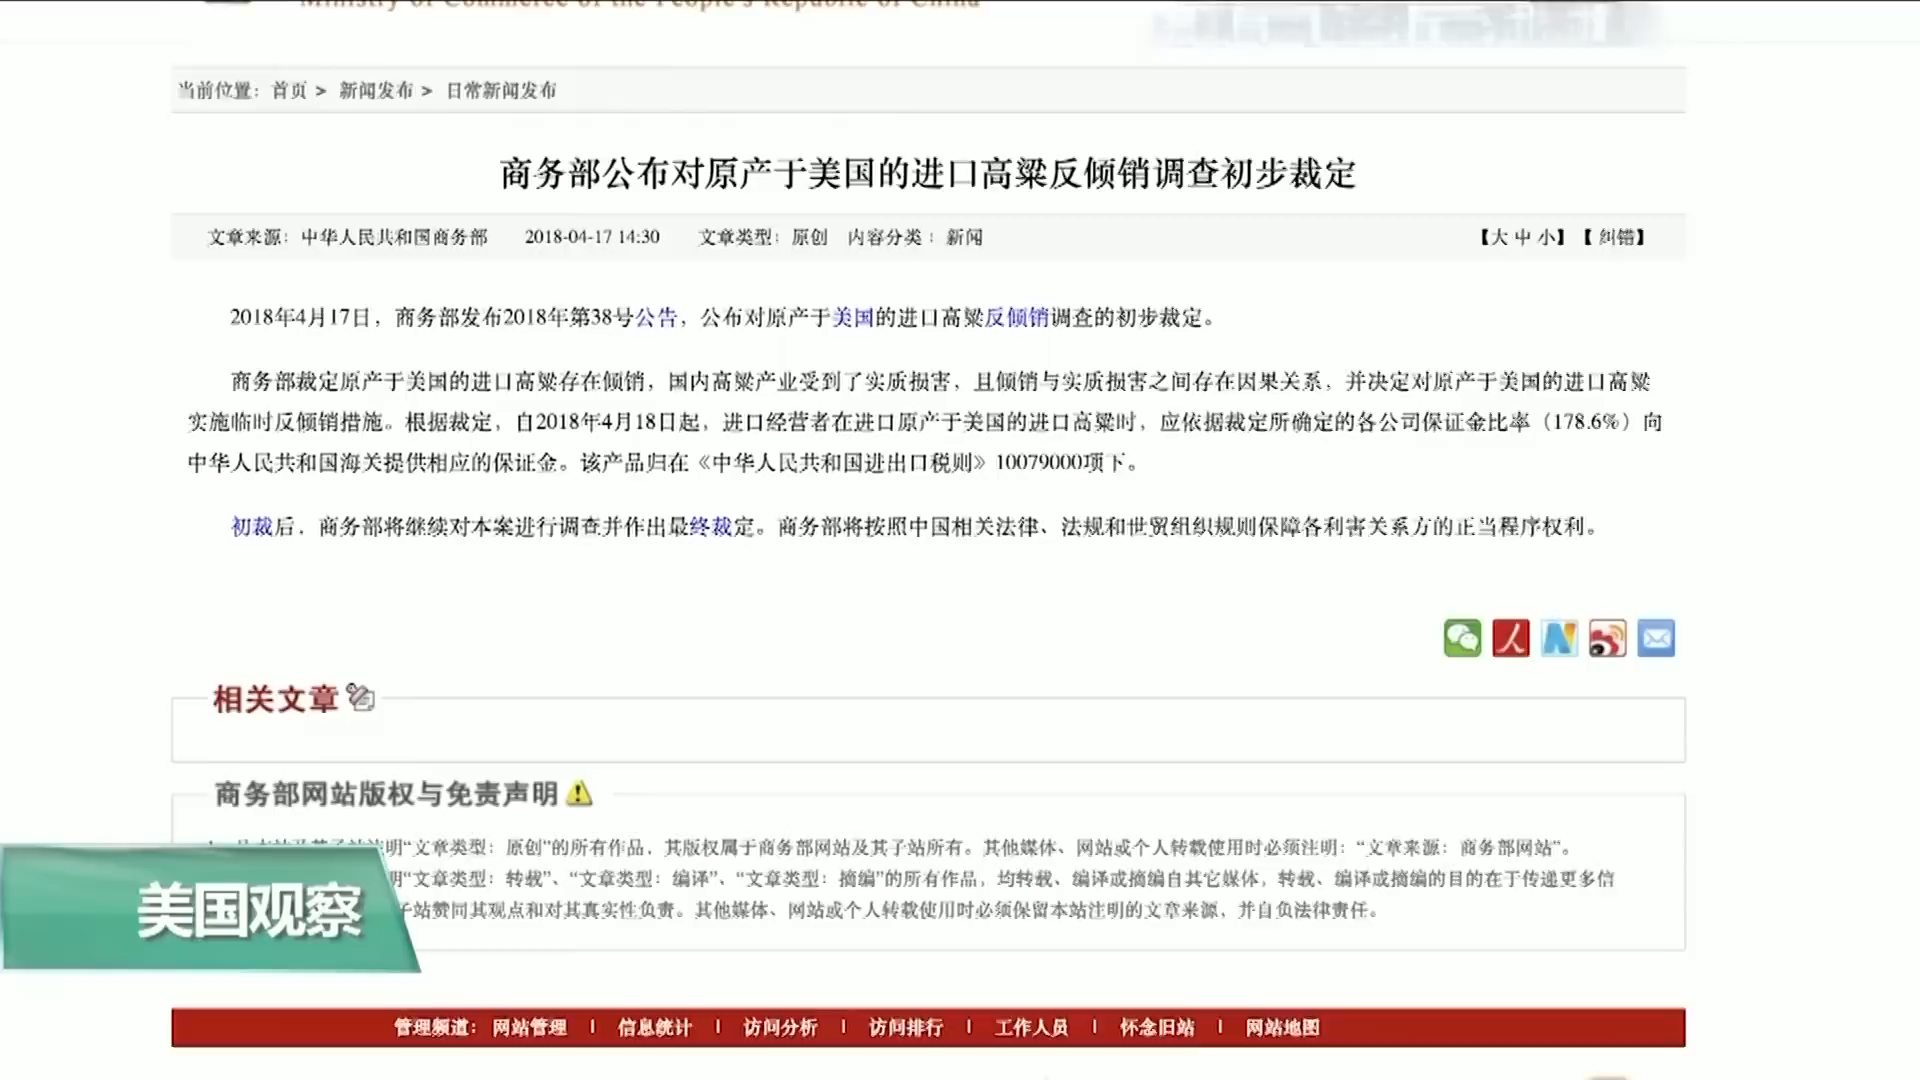 Ministry of Commerce of the People's Republic of China
当前位置：首页 > 新闻发布 > 日常新闻发布
商务部公布对原产于美国的进口高粱反倾销调查初步裁定
文章来源：中华人民共和国商务部 2018-04-17 14:30 文章类型：原创 内容分类：新闻 【大 中 小】【 纠错】
2018年4月17日，商务部发布2018年第38号公告，公布对原产于美国的进口高粱反倾销调查的初步裁定。
商务部裁定原产于美国的进口高粱存在倾销，国内高粱产业受到了实质损害，且倾销与实质损害之间存在因果关系，并决定对原产于美国的进口高粱
实施临时反倾销措施。根据裁定，自2018年4月18日起，进口经营者在进口原产于美国的进口高粱时，应依据裁定所确定的各公司保证金比率（178.6%）向
中华人民共和国海关提供相应的保证金。该产品归在《中华人民共和国进出口税则》10079000项下。
初裁后，商务部将继续对本案进行调查并作出最终裁定。商务部将按照中国相关法律、法规和世贸组织规则保障各利害关系方的正当程序权利。
相关文章
商务部网站版权与免责声明
明“文章类型：原创”的所有作品，其版权属于商务部网站及其子站所有。其他媒体、网站或个人转载使用时必须注明：“文章来源：商务部网站”。
明“文章类型：转载”、“文章类型：编译”、“文章类型：摘编”的所有作品，均转载、编译或摘编自其它媒体，转载、编译或摘编的目的在于传递更多信
子站赞同其观点和对其真实性负责。其他媒体、网站或个人转载使用时必须保留本站注明的文章来源，并自负法律责任。
美国观察
管理频道： 网站管理 | 信息统计 | 访问分析 | 访问排行 | 工作人员 | 怀念旧站 | 网站地图